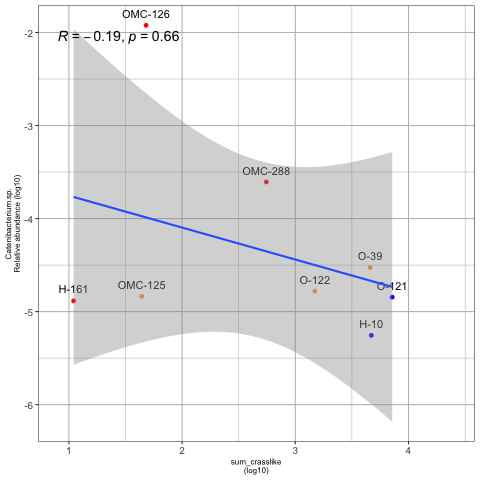 OMC-126
R = −0.19, p = 0.66
-2
-3
OMC-288
-4
O-39
H-161
OMC-125
O-122
O-121
-5
H-10
-6
Catenibacterium.sp.
Relative abundance (log10)
1
2
3
4
sum_crasslike
(log10)